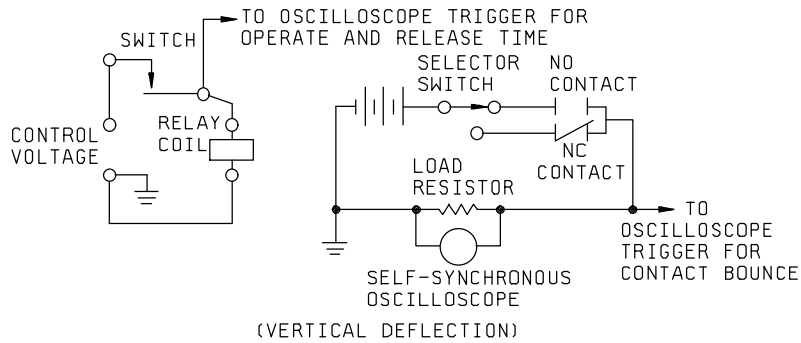 TO OSCILLOSCOPE TRIGGER FOR
OPERATE AND RELEASE TIME
SWITCH
SELECTOR
SWITCH
NO
CONTACT
CONTROL
VOLTAGE
RELAY
COIL
NC
CONTACT
LOAD
RESISTOR
TO
OSCILLOSCOPE
TRIGGER FOR
CONTACT BOUNCE
SELF-SYNCHRONOUS
OSCILLOSCOPE
(VERTICAL DEFLECTION)